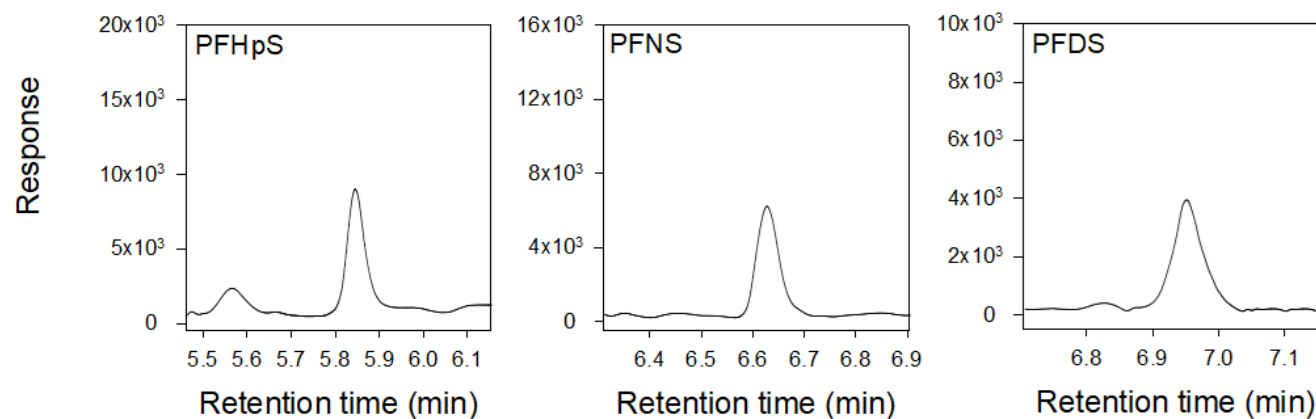 Response
PFHpS
20x10³
15x10³
10x10³
5x10³
0
5.5 5.6 5.7 5.8 5.9 6.0 6.1
Retention time (min)
PFNS
16x10³
12x10³
8x10³
4x10³
0
6.4 6.5 6.6 6.7 6.8 6.9
Retention time (min)
PFDS
10x10³
8x10³
6x10³
4x10³
2x10³
0
6.8 6.9 7.0 7.1
Retention time (min)